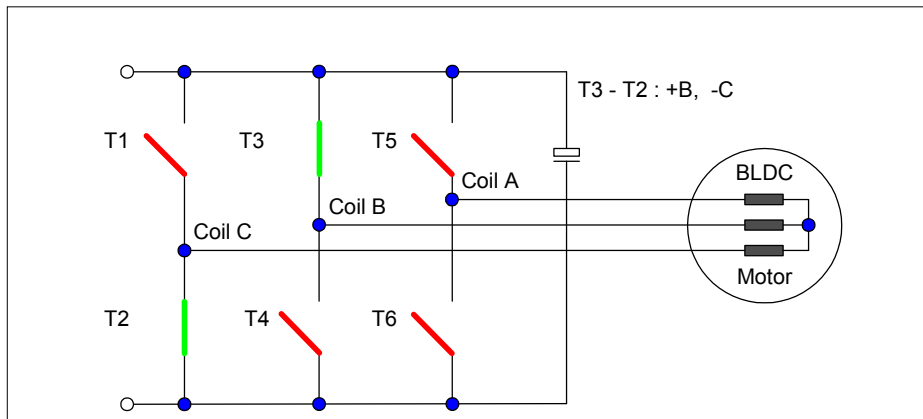 T3 - T2 : +B, -C
T1
T3
T5
Coil A
BLDC
Coil B
Coil C
Motor
T2
T4
T6